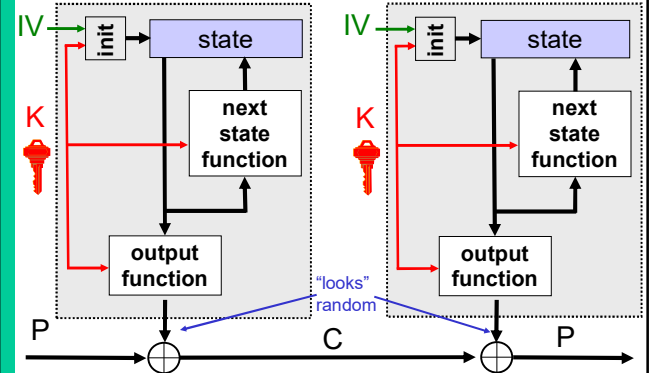 IV
init
state
K
next
state
function
output
function
P
IV
init
state
K
next
state
function
output
function
"looks"
random
C
P